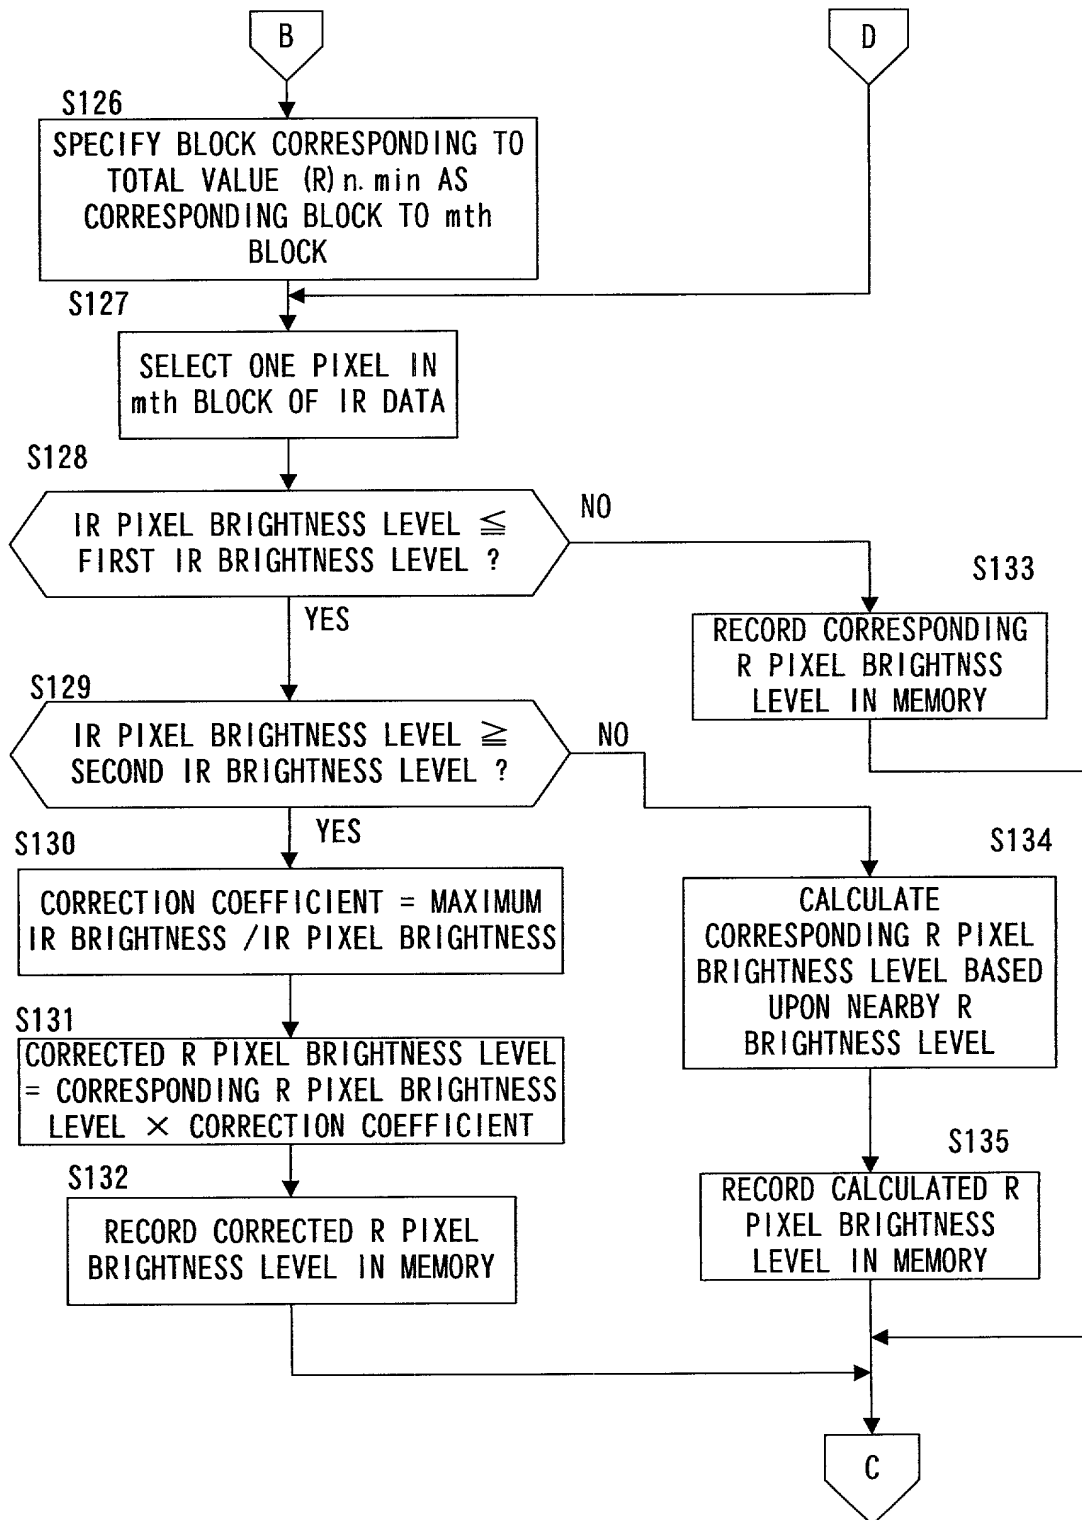 B
D
S126
SPECIFY BLOCK CORRESPONDING TO
TOTAL VALUE (R)n.min AS
CORRESPONDING BLOCK TO mth
BLOCK
S127
SELECT ONE PIXEL IN
mth BLOCK OF IR DATA
S128
IR PIXEL BRIGHTNESS LEVEL ≦
FIRST IR BRIGHTNESS LEVEL ?
NO
YES
S133
RECORD CORRESPONDING
R PIXEL BRIGHTNSS
LEVEL IN MEMORY
S129
IR PIXEL BRIGHTNESS LEVEL ≧
SECOND IR BRIGHTNESS LEVEL ?
NO
YES
S130
CORRECTION COEFFICIENT = MAXIMUM
IR BRIGHTNESS /IR PIXEL BRIGHTNESS
S134
CALCULATE
CORRESPONDING R PIXEL
BRIGHTNESS LEVEL BASED
UPON NEARBY R
BRIGHTNESS LEVEL
S131
CORRECTED R PIXEL BRIGHTNESS LEVEL
= CORRESPONDING R PIXEL BRIGHTNESS
LEVEL × CORRECTION COEFFICIENT
S132
RECORD CORRECTED R PIXEL
BRIGHTNESS LEVEL IN MEMORY
S135
RECORD CALCULATED R
PIXEL BRIGHTNESS
LEVEL IN MEMORY
C